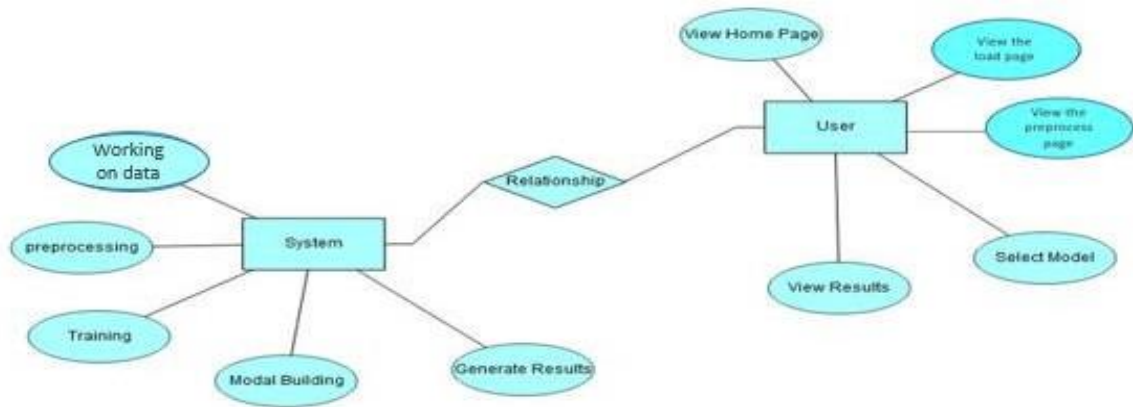 View Home Page
View the
load page
User
View the
preprocess
page
Working
on data
Relationship
preprocessing
System
Select Model
View Results
Training
Modal Building
Generate Results